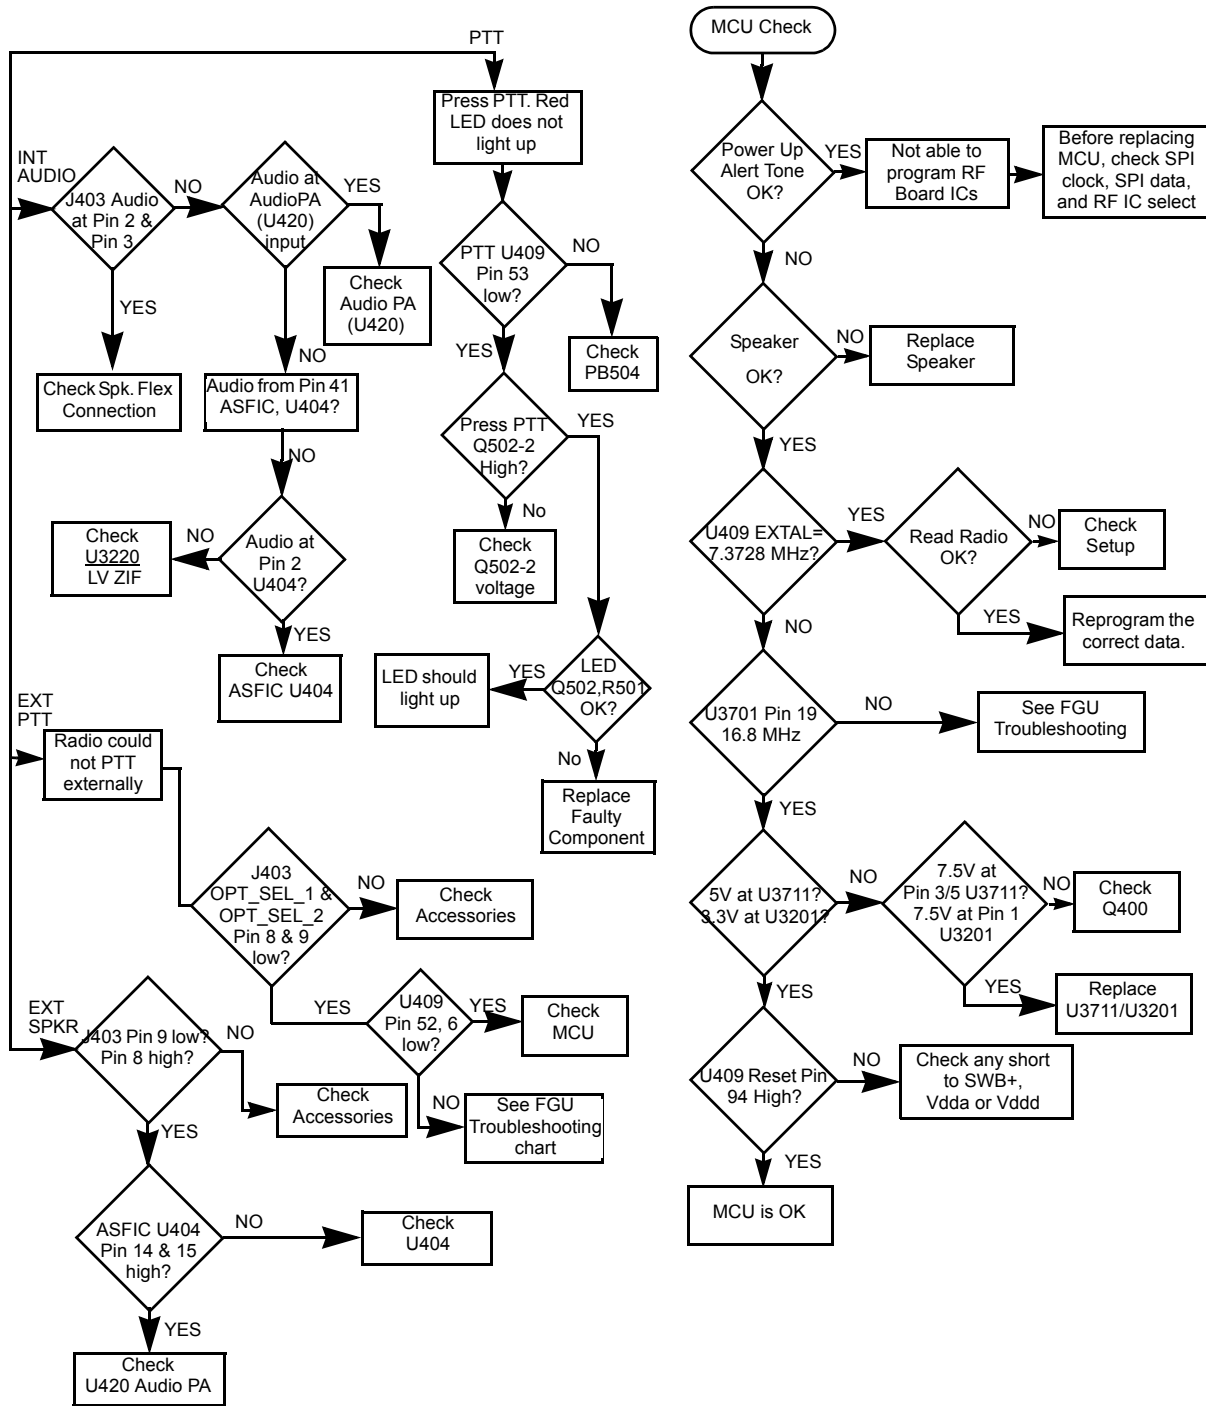 PTT
Press PTT. Red
LED does not
light up
INT
AUDIO
J403 Audio
at Pin 2 &
Pin 3
NO
Audio at
AudioPA
(U420)
input
YES
Check
Audio PA
(U420)
YES
Check Spk. Flex
Connection
NO
Audio from Pin 41
ASFIC, U404?
NO
Audio at
Pin 2
U404?
NO
Check
U3220
LV ZIF
YES
Check
ASFIC U404
PTT U409
Pin 53
low?
NO
Check
PB504
YES
Press PTT
Q502-2
High?
YES
No
Check
Q502-2
voltage
LED
Q502,R501
OK?
YES
LED should
light up
No
Replace
Faulty
Component
EXT
PTT
Radio could
not PTT
externally
J403
OPT_SEL_1 &
OPT_SEL_2
Pin 8 & 9
low?
NO
Check
Accessories
YES
U409
Pin 52, 6
low?
YES
Check
MCU
NO
See FGU
Troubleshooting
chart
EXT
SPKR
J403 Pin 9 low?
Pin 8 high?
NO
Check
Accessories
YES
ASFIC U404
Pin 14 & 15
high?
NO
Check
U404
YES
Check
U420 Audio PA
MCU Check
Power Up
Alert Tone
OK?
YES
Not able to
program RF
Board ICs
Before replacing
MCU, check SPI
clock, SPI data,
and RF IC select
NO
Speaker
OK?
NO
Replace
Speaker
YES
U409 EXTAL=
7.3728 MHz?
YES
Read Radio
OK?
NO
Check
Setup
YES
Reprogram the
correct data.
NO
U3701 Pin 19
16.8 MHz
NO
See FGU
Troubleshooting
YES
5V at U3711?
3.3V at U3201?
NO
7.5V at
Pin 3/5 U3711?
7.5V at Pin 1
U3201
NO
Check
Q400
YES
Replace
U3711/U3201
YES
U409 Reset Pin
94 High?
NO
Check any short
to SWB+,
Vdda or Vddd
YES
MCU is OK